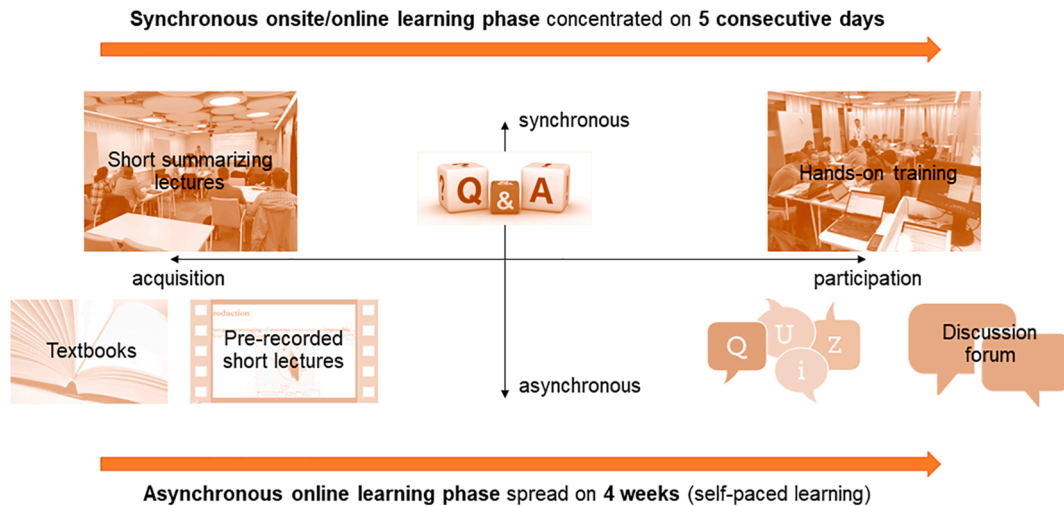 Synchronous onsite/online learning phase concentrated on 5 consecutive days
synchronous
Short summarizing
lectures
Q & A
Hands-on training
acquisition
participation
Textbooks
Pre-recorded
short lectures
Q U i Z
Discussion
forum
asynchronous
Asynchronous online learning phase spread on 4 weeks (self-paced learning)